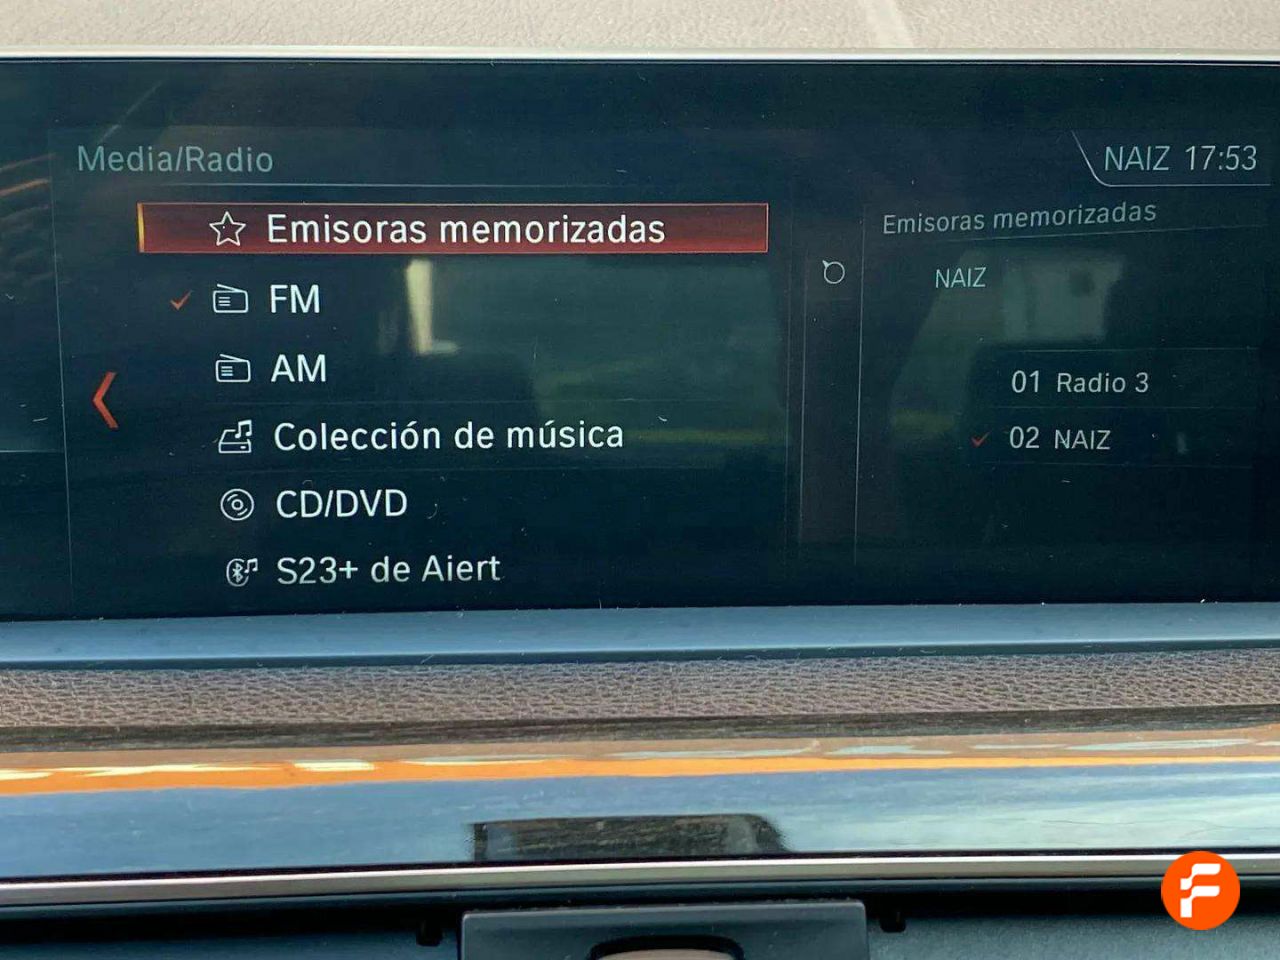 Media/Radio
NAIZ 17:53
Emisoras memorizadas
FM
AM
Colección de música
CD/DVD
S23+ de Aiert
Emisoras memorizadas
NAIZ
01 Radio 3
02 NAIZ